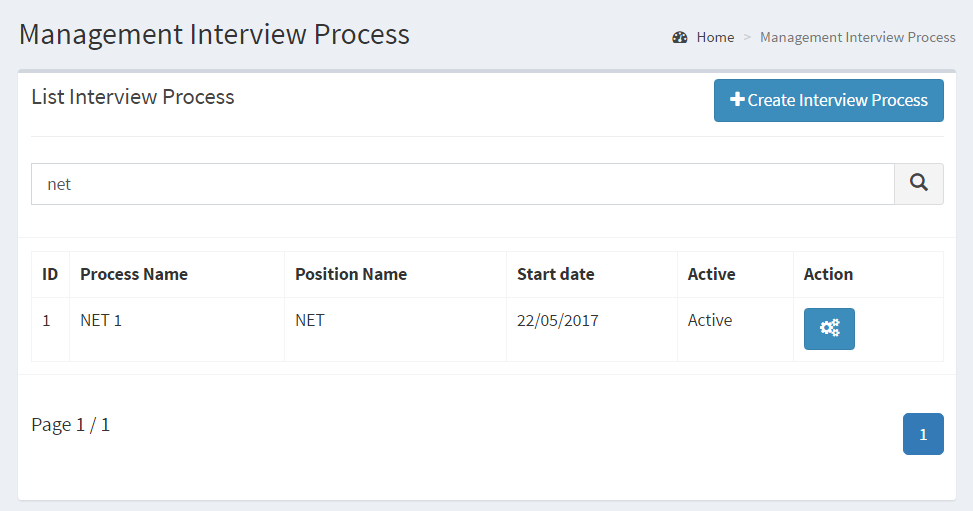 Management Interview Process
Home > Management Interview Process
List Interview Process
Create Interview Process
net
ID Process Name Position Name Start date Active Action
1 NET 1 NET 22/05/2017 Active
Page 1 / 1
1